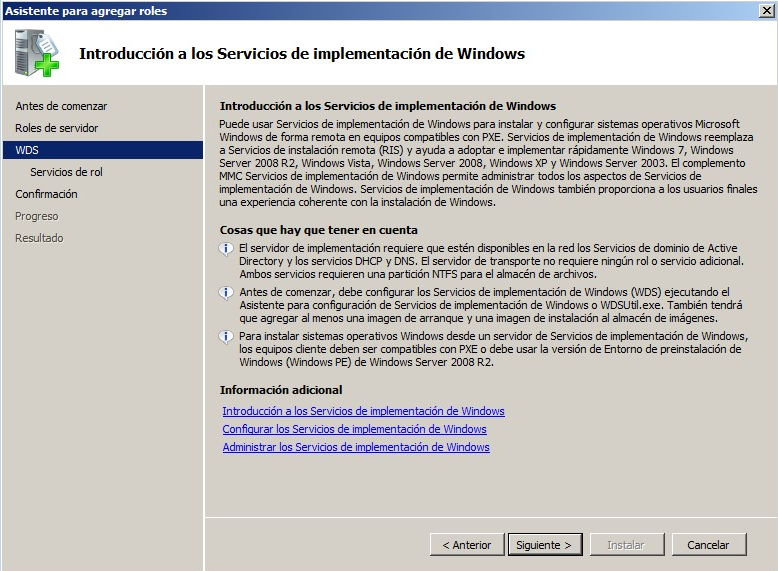 Asistente para agregar roles
Introducción a los Servicios de implementación de Windows
Antes de comenzar
Roles de servidor
WDS
Servicios de rol
Confirmación
Progreso
Resultado
Introducción a los Servicios de implementación de Windows
Puede usar Servicios de implementación de Windows para instalar y configurar sistemas operativos Microsoft
Windows de forma remota en equipos compatibles con PXE. Servicios de implementación de Windows reemplaza
a Servicios de instalación remota (RIS) y ayuda a adoptar e implementar rápidamente Windows 7, Windows
Server 2008 R2, Windows Vista, Windows Server 2008, Windows XP y Windows Server 2003. El complemento
MMC Servicios de implementación de Windows permite administrar todos los aspectos de Servicios de
implementación de Windows. Servicios de implementación de Windows también proporciona a los usuarios finales
una experiencia coherente con la instalación de Windows.
Cosas que hay que tener en cuenta
El servidor de implementación requiere que estén disponibles en la red los Servicios de dominio de Active
Directory y los servicios DHCP y DNS. El servidor de transporte no requiere ningún rol o servicio adicional.
Ambos servicios requieren una partición NTFS para el almacén de archivos.
Antes de comenzar, debe configurar los Servicios de implementación de Windows (WDS) ejecutando el
Asistente para configuración de Servicios de implementación de Windows o WDSUtil.exe. También tendrá
que agregar al menos una imagen de arranque y una imagen de instalación al almacén de imágenes.
Para instalar sistemas operativos Windows desde un servidor de Servicios de implementación de Windows,
los equipos cliente deben ser compatibles con PXE o debe usar la versión de Entorno de preinstalación de
Windows (Windows PE) de Windows Server 2008 R2.
Información adicional
Introducción a los Servicios de implementación de Windows
Configurar los Servicios de implementación de Windows
Administrar los Servicios de implementación de Windows
< Anterior
Siguiente >
Instalar
Cancelar